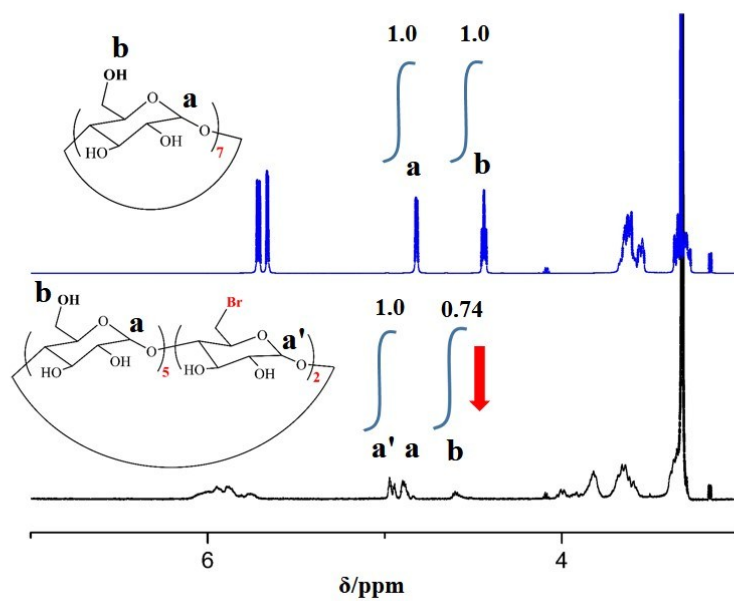 1.0 1.0
b
OH
O a
OH O
HO 7
a b
b
OH Br
O a O a'
OH O OH O
HO 5 HO 2
1.0 0.74
a' a b
6 4
δ/ppm